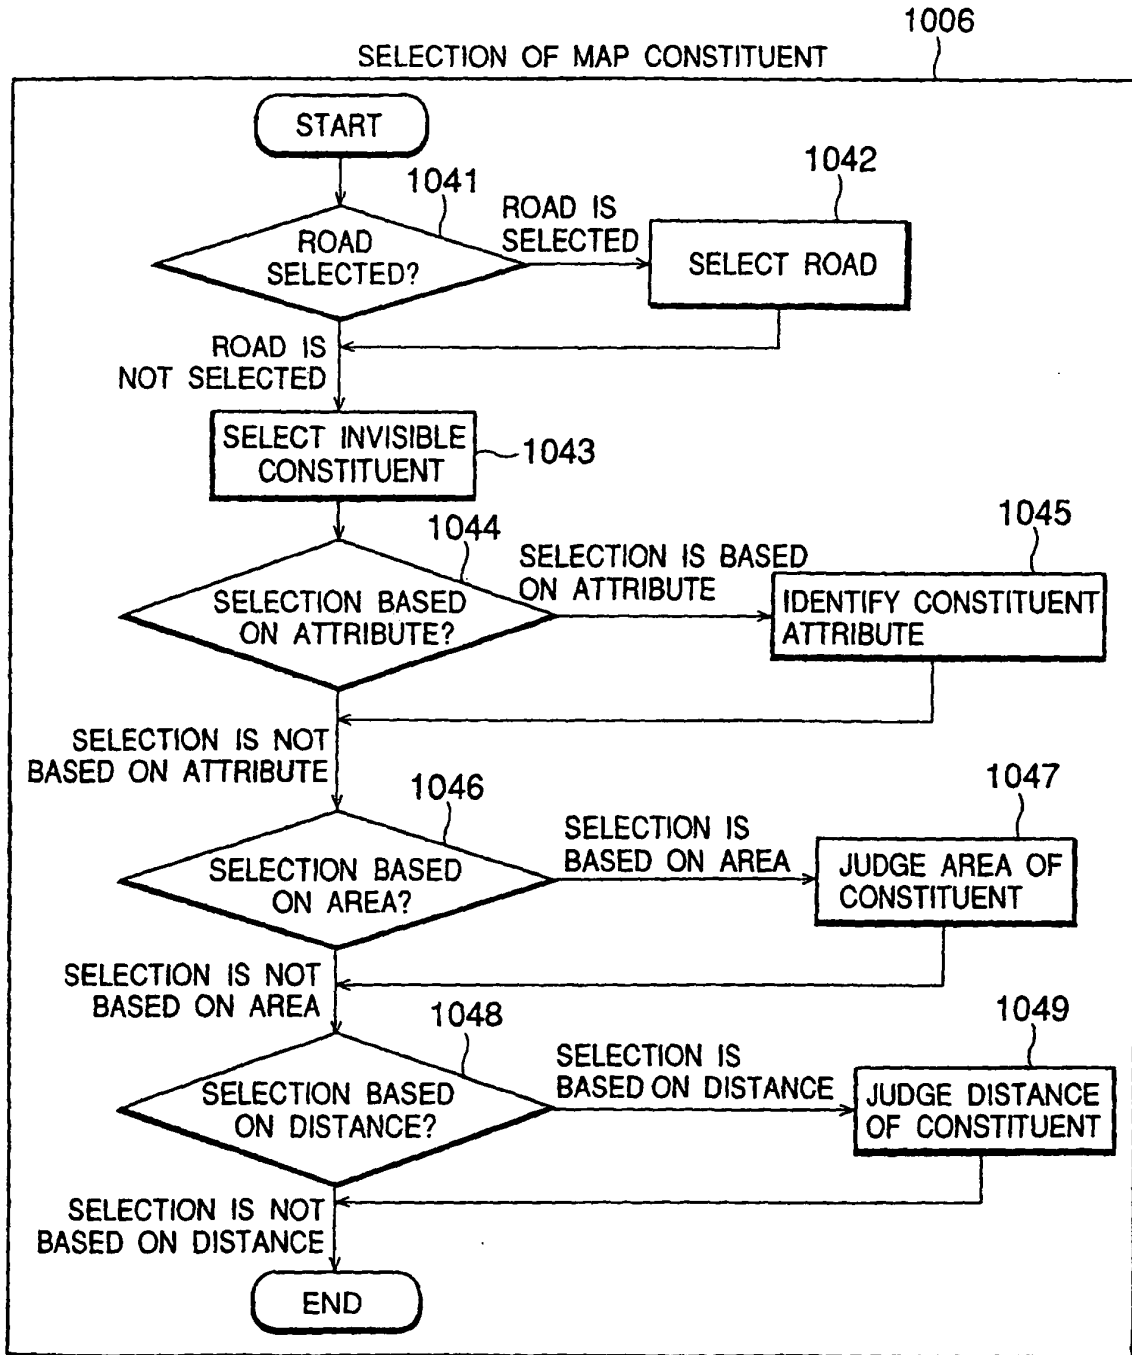 1006
SELECTION OF MAP CONSTITUENT
START
1041
ROAD
SELECTED?
ROAD IS
SELECTED
1042
SELECT ROAD
ROAD IS
NOT SELECTED
SELECT INVISIBLE
CONSTITUENT
1043
1044
SELECTION BASED
ON ATTRIBUTE?
SELECTION IS BASED
ON ATTRIBUTE
1045
IDENTIFY CONSTITUENT
ATTRIBUTE
SELECTION IS NOT
BASED ON ATTRIBUTE
1046
SELECTION BASED
ON AREA?
SELECTION IS
BASED ON AREA
1047
JUDGE AREA OF
CONSTITUENT
SELECTION IS NOT
BASED ON AREA
1048
SELECTION BASED
ON DISTANCE?
SELECTION IS
BASED ON DISTANCE
1049
JUDGE DISTANCE
OF CONSTITUENT
SELECTION IS NOT
BASED ON DISTANCE
END